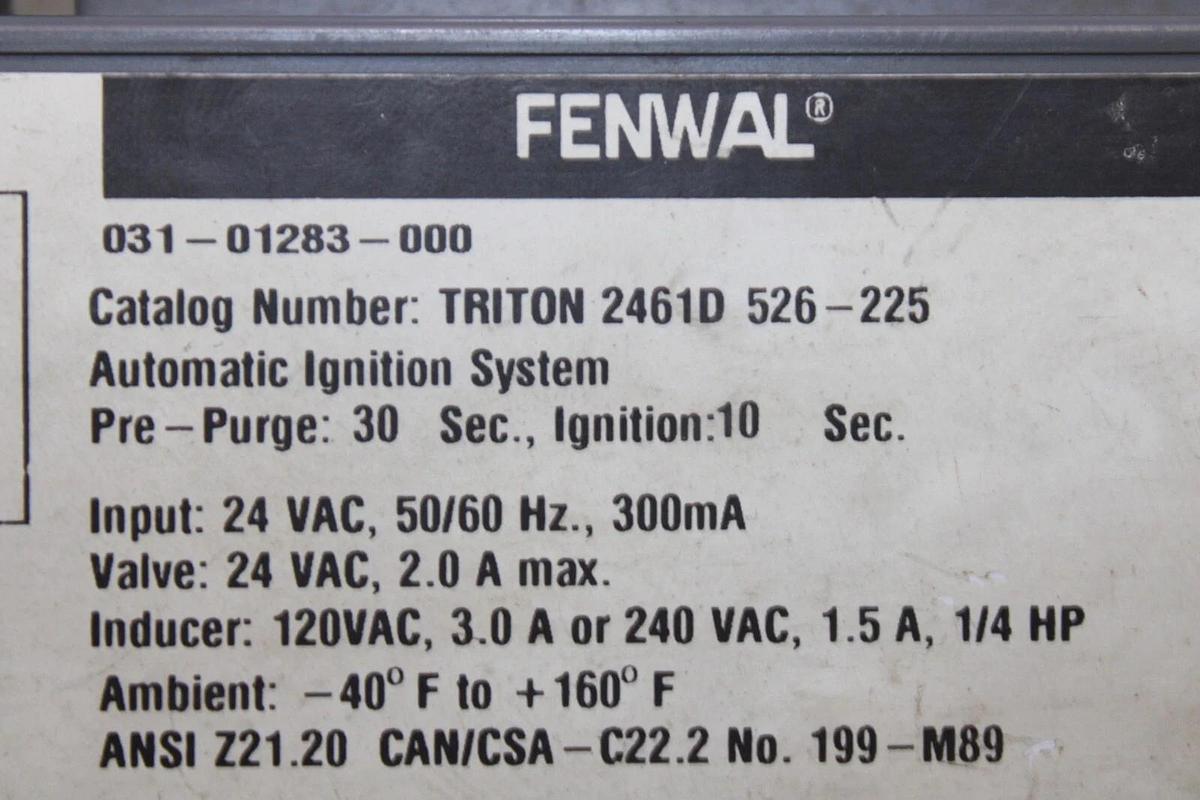 FENWAL®
031-01283-000
Catalog Number: TRITON 2461D 526-225
Automatic Ignition System
Pre-Purge: 30 Sec., Ignition:10 Sec.
Input: 24 VAC, 50/60 Hz., 300mA
Valve: 24 VAC, 2.0 A max.
Inducer: 120VAC, 3.0 A or 240 VAC, 1.5 A, 1/4 HP
Ambient: -40° F to +160° F
ANSI Z21.20 CAN/CSA-C22.2 No. 199-M89